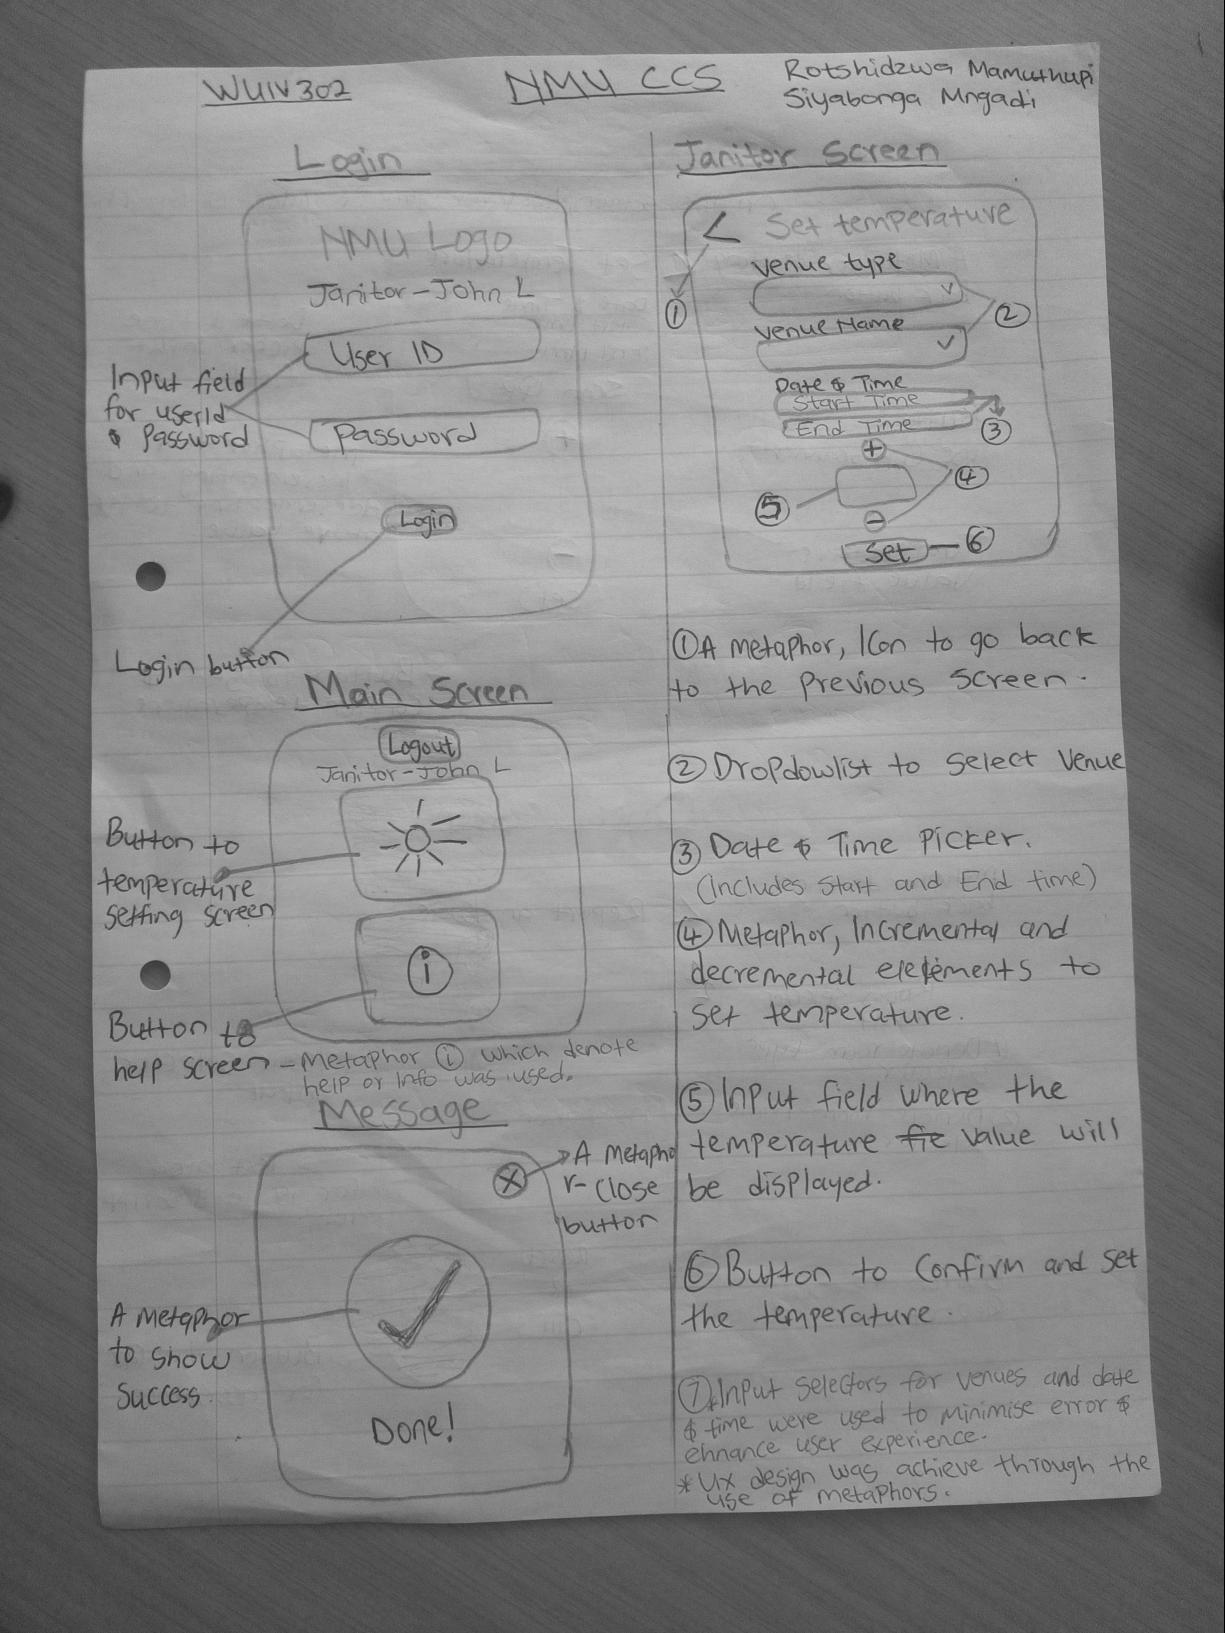 WUIV302
NMU CCS
Rotshidzwa Mamuthupi
Siyabonga Mngadi
Login
NMU Logo
Janitor - John L
User ID
Password
Input field
for userId
& Password
Login
Login button
Main Screen
Logout
Janitor - John L
Button to
temperature
setting screen
i
Button to
help screen - Metaphor i which denote
help or info was used.
Message
X
A metapho
r- close
button
A metaphor
to show
success
Done!
Janitor Screen
< Set temperature
Venue type
1
2
Venue Name
Date & Time
Start Time
End Time
3
+
4
5
-
Set
6
1 A metaphor, Icon to go back
to the previous screen.
2 Dropdowlist to select venue
3 Date & Time Picker.
(Includes start and End time)
4 Metaphor, Incremental and
decremental elements to
set temperature.
5 Input field where the
temperature fie value will
be displayed.
6 Button to confirm and set
the temperature.
7 Input selectors for venues and date
& time were used to minimise error &
ehnance user experience.
* UX design was achieve through the
use of metaphors.